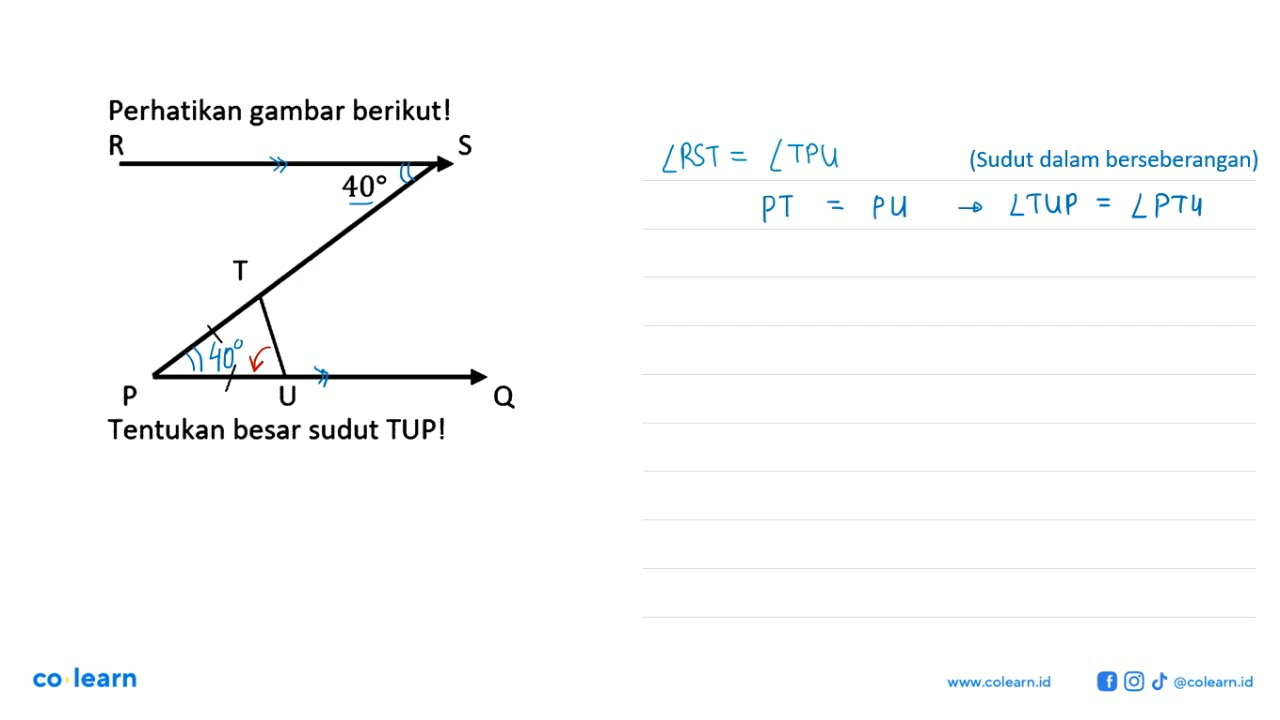 Perhatikan gambar berikut!
R S
40°
T
40°
P U Q
Tentukan besar sudut TUP!
∠RST = ∠TPU (Sudut dalam berseberangan)
PT = PU → ∠TUP = ∠PTU
co·learn
www.colearn.id @colearn.id